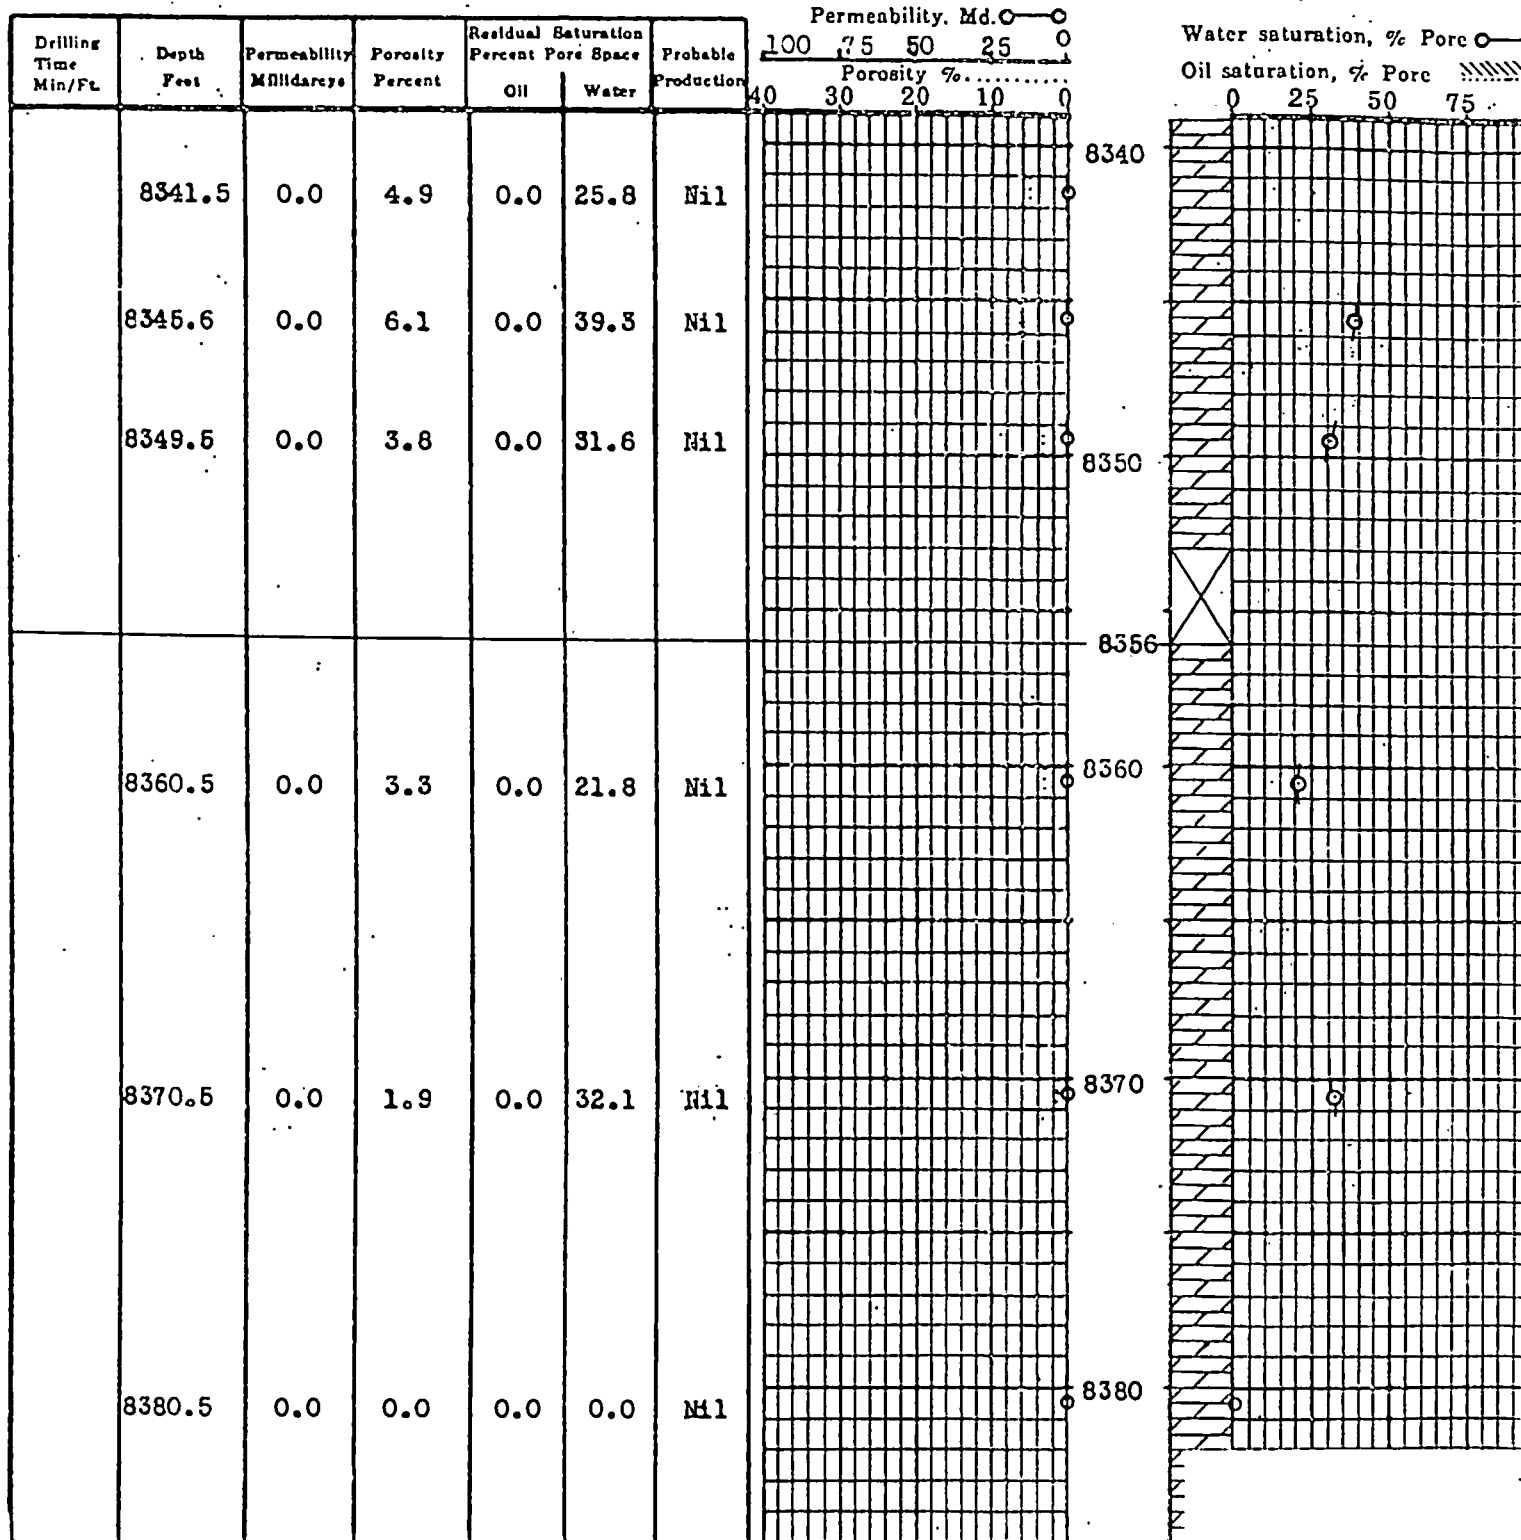 Drilling Time Min/Ft.
Depth Feet
Permeability Millidarcys
Porosity Percent
Residual Saturation Percent Pore Space
Oil
Water
Probable Production
Permeability, Md.
100 75 50 25 0
Porosity %
40 30 20 10 0
Water saturation, % Pore
Oil saturation, % Pore
0 25 50 75
8340
8341.5 0.0 4.9 0.0 25.8 Nil
8345.6 0.0 6.1 0.0 39.3 Nil
8349.5 0.0 3.8 0.0 31.6 Nil
8350
8356
8360
8360.5 0.0 3.3 0.0 21.8 Nil
8370
8370.5 0.0 1.9 0.0 32.1 Nil
8380
8380.5 0.0 0.0 0.0 0.0 Nil